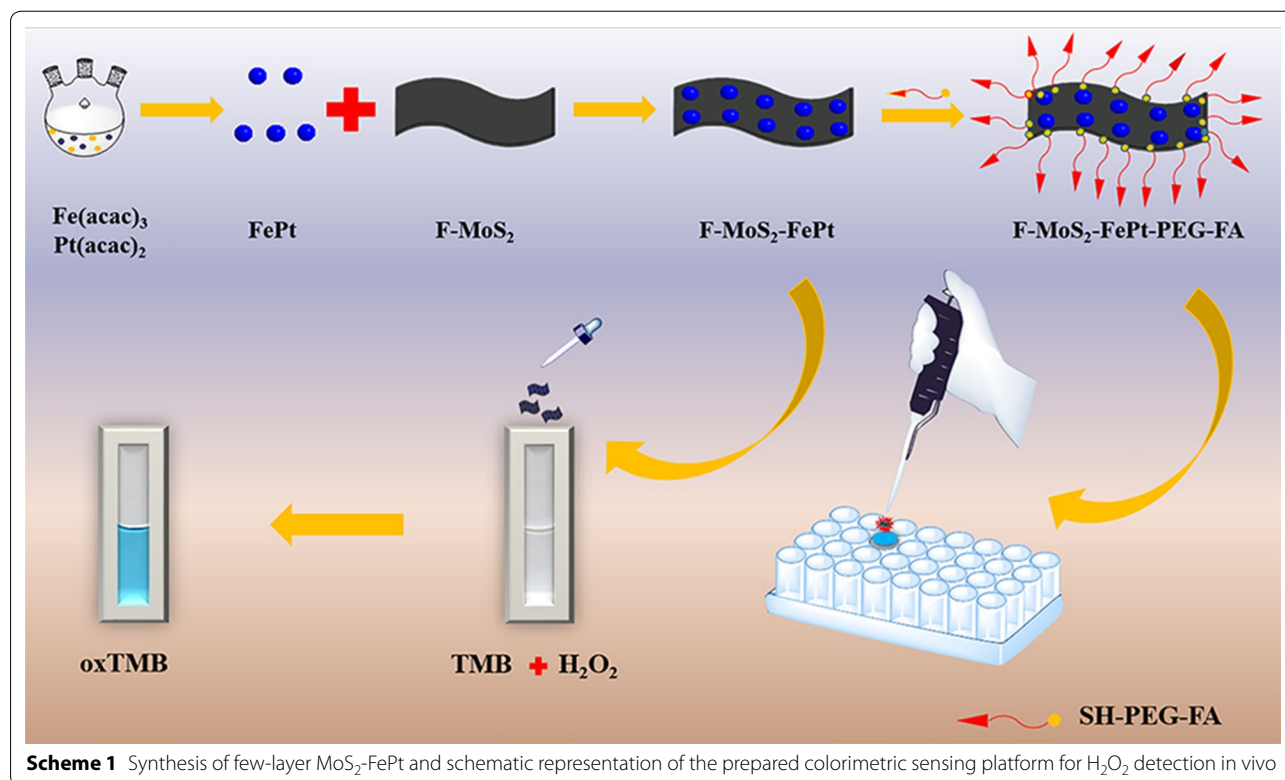 Fe(acac)₃
Pt(acac)₂
FePt
F-MoS₂
F-MoS₂-FePt
F-MoS₂-FePt-PEG-FA
oxTMB
TMB + H₂O₂
SH-PEG-FA
Scheme 1 Synthesis of few-layer MoS₂-FePt and schematic representation of the prepared colorimetric sensing platform for H₂O₂ detection in vivo